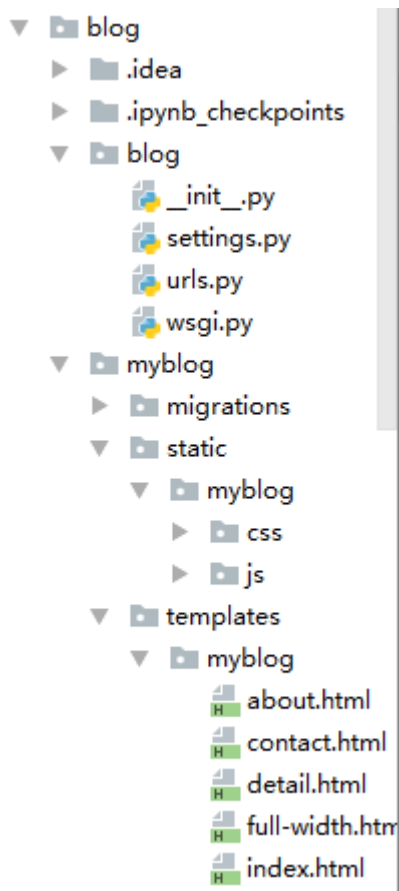 blog
.idea
.ipynb_checkpoints
blog
__init__.py
settings.py
urls.py
wsgi.py
myblog
migrations
static
myblog
css
js
templates
myblog
about.html
contact.html
detail.html
full-width.htm
index.html